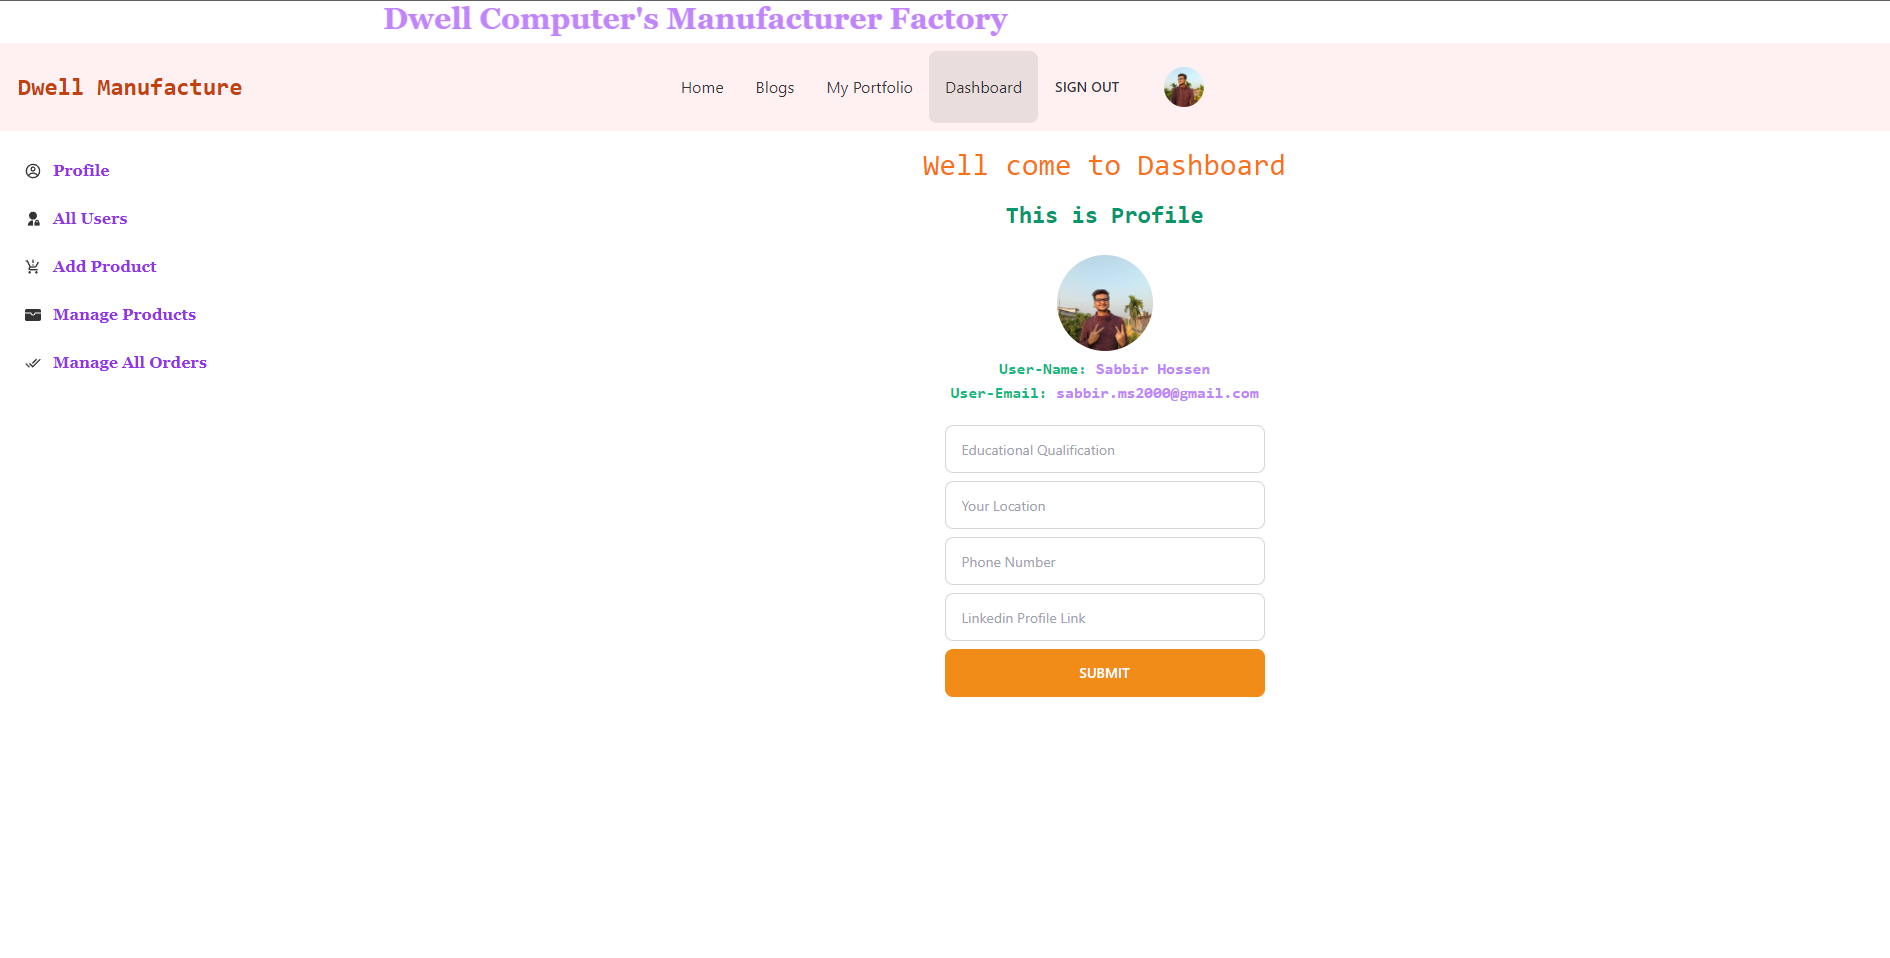 Dwell Computer's Manufacturer Factory
Dwell Manufacture
Home
Blogs
My Portfolio
Dashboard
SIGN OUT
Profile
All Users
Add Product
Manage Products
Manage All Orders
Well come to Dashboard
This is Profile
User-Name: Sabbir Hossen
User-Email: sabbir.ms2000@gmail.com
Educational Qualification
Your Location
Phone Number
Linkedin Profile Link
SUBMIT